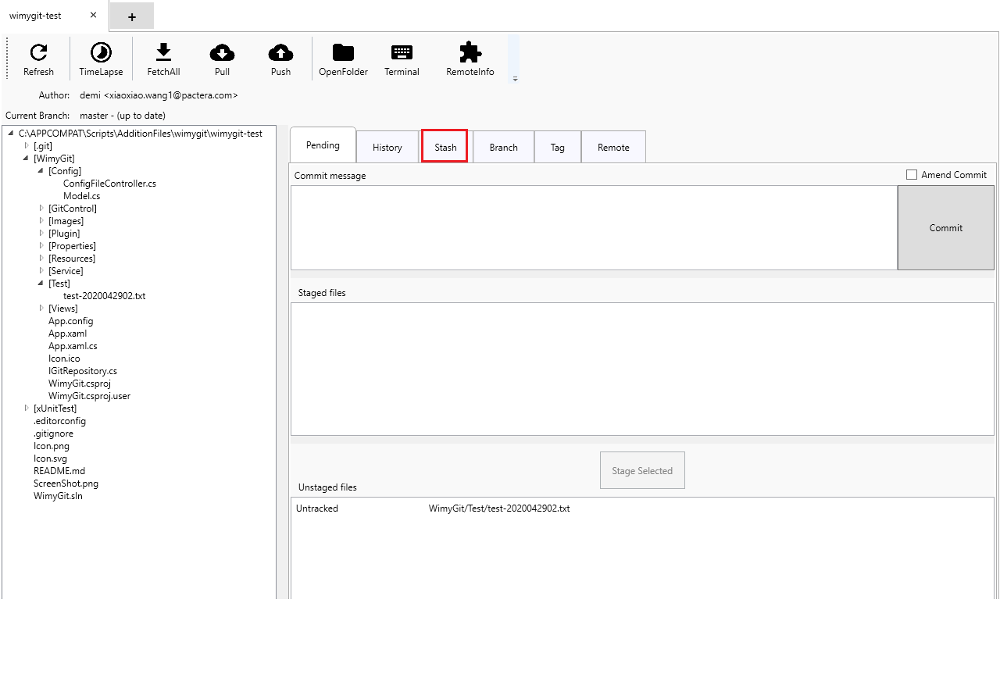 wimygit-test
+
Refresh TimeLapse FetchAll Pull Push OpenFolder Terminal RemoteInfo
Author: demi <xiaoxiao.wang1@pactera.com>
Current Branch: master - (up to date)
C:\APPCOMPAT\Scripts\AdditionFiles\wimygit\wimygit-test
[.git]
[WimyGit]
[Config]
ConfigFileController.cs
Model.cs
[GitControl]
[Images]
[Plugin]
[Properties]
[Resources]
[Service]
[Test]
test-2020042902.txt
[Views]
App.config
App.xaml
App.xaml.cs
Icon.ico
IGitRepository.cs
WimyGit.csproj
WimyGit.csproj.user
[xUnitTest]
.editorconfig
.gitignore
Icon.png
Icon.svg
README.md
ScreenShot.png
WimyGit.sln
Pending History Stash Branch Tag Remote
Commit message Amend Commit
Commit
Staged files
Stage Selected
Unstaged files
Untracked WimyGit/Test/test-2020042902.txt